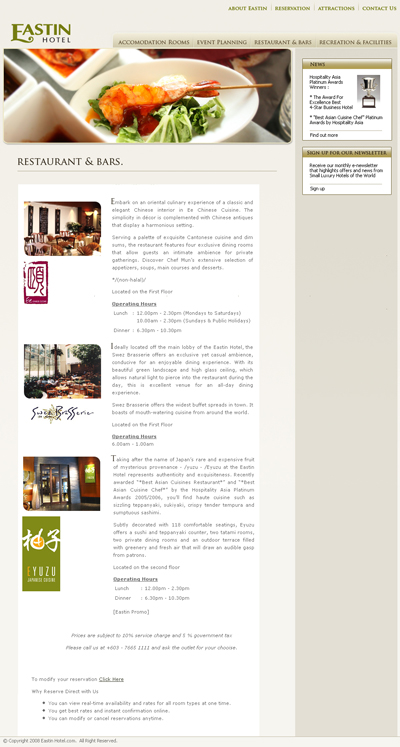 ABOUT EASTIN
RESERVATION
ATTRACTIONS
CONTACT US
EASTIN
HOTEL
ACCOMODATION ROOMS
EVENT PLANNING
RESTAURANT & BARS
RECREATION & FACILITIES
NEWS
Hospitality Asia
Platinum Awards
Winners :
* The Award For
Excellence Best
4-Star Business Hotel
* "Best Asian Cuisine Chef" Platinum
Awards by Hospitality Asia
Find out more
SIGN UP FOR OUR NEWSLETTER
Receive our monthly e-newsletter
that highlights offers and news from
Small Luxury Hotels of the World
Sign up
RESTAURANT & BARS.
Embark on an oriental culinary experience of a classic and
elegant Chinese interior in Ee Chinese Cuisine. The
simplicity in décor is complemented with Chinese antiques
that display a harmonious setting.
Serving a palette of exquisite Cantonese cuisine and dim
sums, the restaurant features four exclusive dining rooms
that allow guests an intimate ambience for private
gatherings. Discover Chef Mun's extensive selection of
appetizers, soups, main courses and desserts.
*/(non-halal)/
Located on the First Floor
Operating Hours
Lunch : 12.00pm - 2.30pm (Mondays to Saturdays)
10.00am - 2.30pm (Sundays & Public Holidays)
Dinner : 6.30pm - 10.30pm
Ideally located off the main lobby of the Eastin Hotel, the
Swez Brasserie offers an exclusive yet casual ambience,
conducive for an enjoyable dining experience. With its
beautiful green landscape and high glass ceiling, which
allows natural light to pierce into the restaurant during the
day, this is excellent venue for an all-day dining
experience.
Swez Brasserie offers the widest buffet spreads in town. It
boasts of mouth-watering cuisine from around the world.
Located on the First Floor
Operating Hours
6.00am - 1.00am
Swez Brasserie
Taking after the name of Japan's rare and expensive fruit
of mysterious provenance - /yuzu - /Eyuzu at the Eastin
Hotel represents authenticity and exquisiteness. Recently
awarded "*Best Asian Cuisines Restaurant*" and "*Best
Asian Cuisine Chef*" by the Hospitality Asia Platinum
Awards 2005/2006, you'll find haute cuisine such as
sizzling teppanyaki, sukiyaki, crispy tender tempura and
sumptuous sashimi.
柚子
EYUZU
JAPANESE CUISINE
Subtly decorated with 118 comfortable seatings, Eyuzu
offers a sushi and teppanyaki counter, two tatami rooms,
two private dining rooms and an outdoor terrace filled
with greenery and fresh air that will draw an audible gasp
from patrons.
Located on the second floor
Operating Hours
Lunch : 12.00pm - 2.30pm
Dinner : 6.30pm - 10.30pm
[Eastin Promo]
Prices are subject to 10% service charge and 5 % government tax
Please call us at +603 - 7665 1111 and ask the outlet for your choose.
To modify your reservation Click Here
Why Reserve Direct with Us
You can view real-time availability and rates for all room types at one time.
You get best rates and instant confirmation online.
You can modify or cancel reservations anytime.
© Copyright 2008 Eastin-Hotel.com. All Right Reserved.